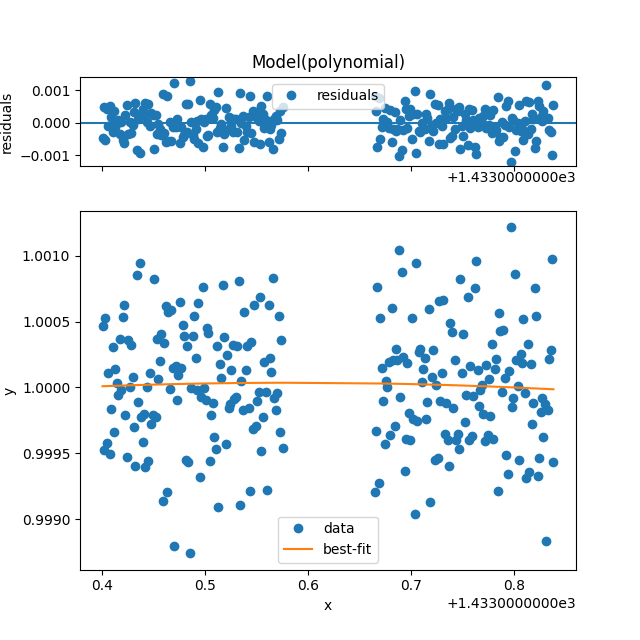 Model(polynomial)
residuals
0.001
0.000
−0.001
residuals
+1.4330000000e3
y
1.0010
1.0005
1.0000
0.9995
0.9990
data
best-fit
0.4 0.5 0.6 0.7 0.8
x
+1.4330000000e3